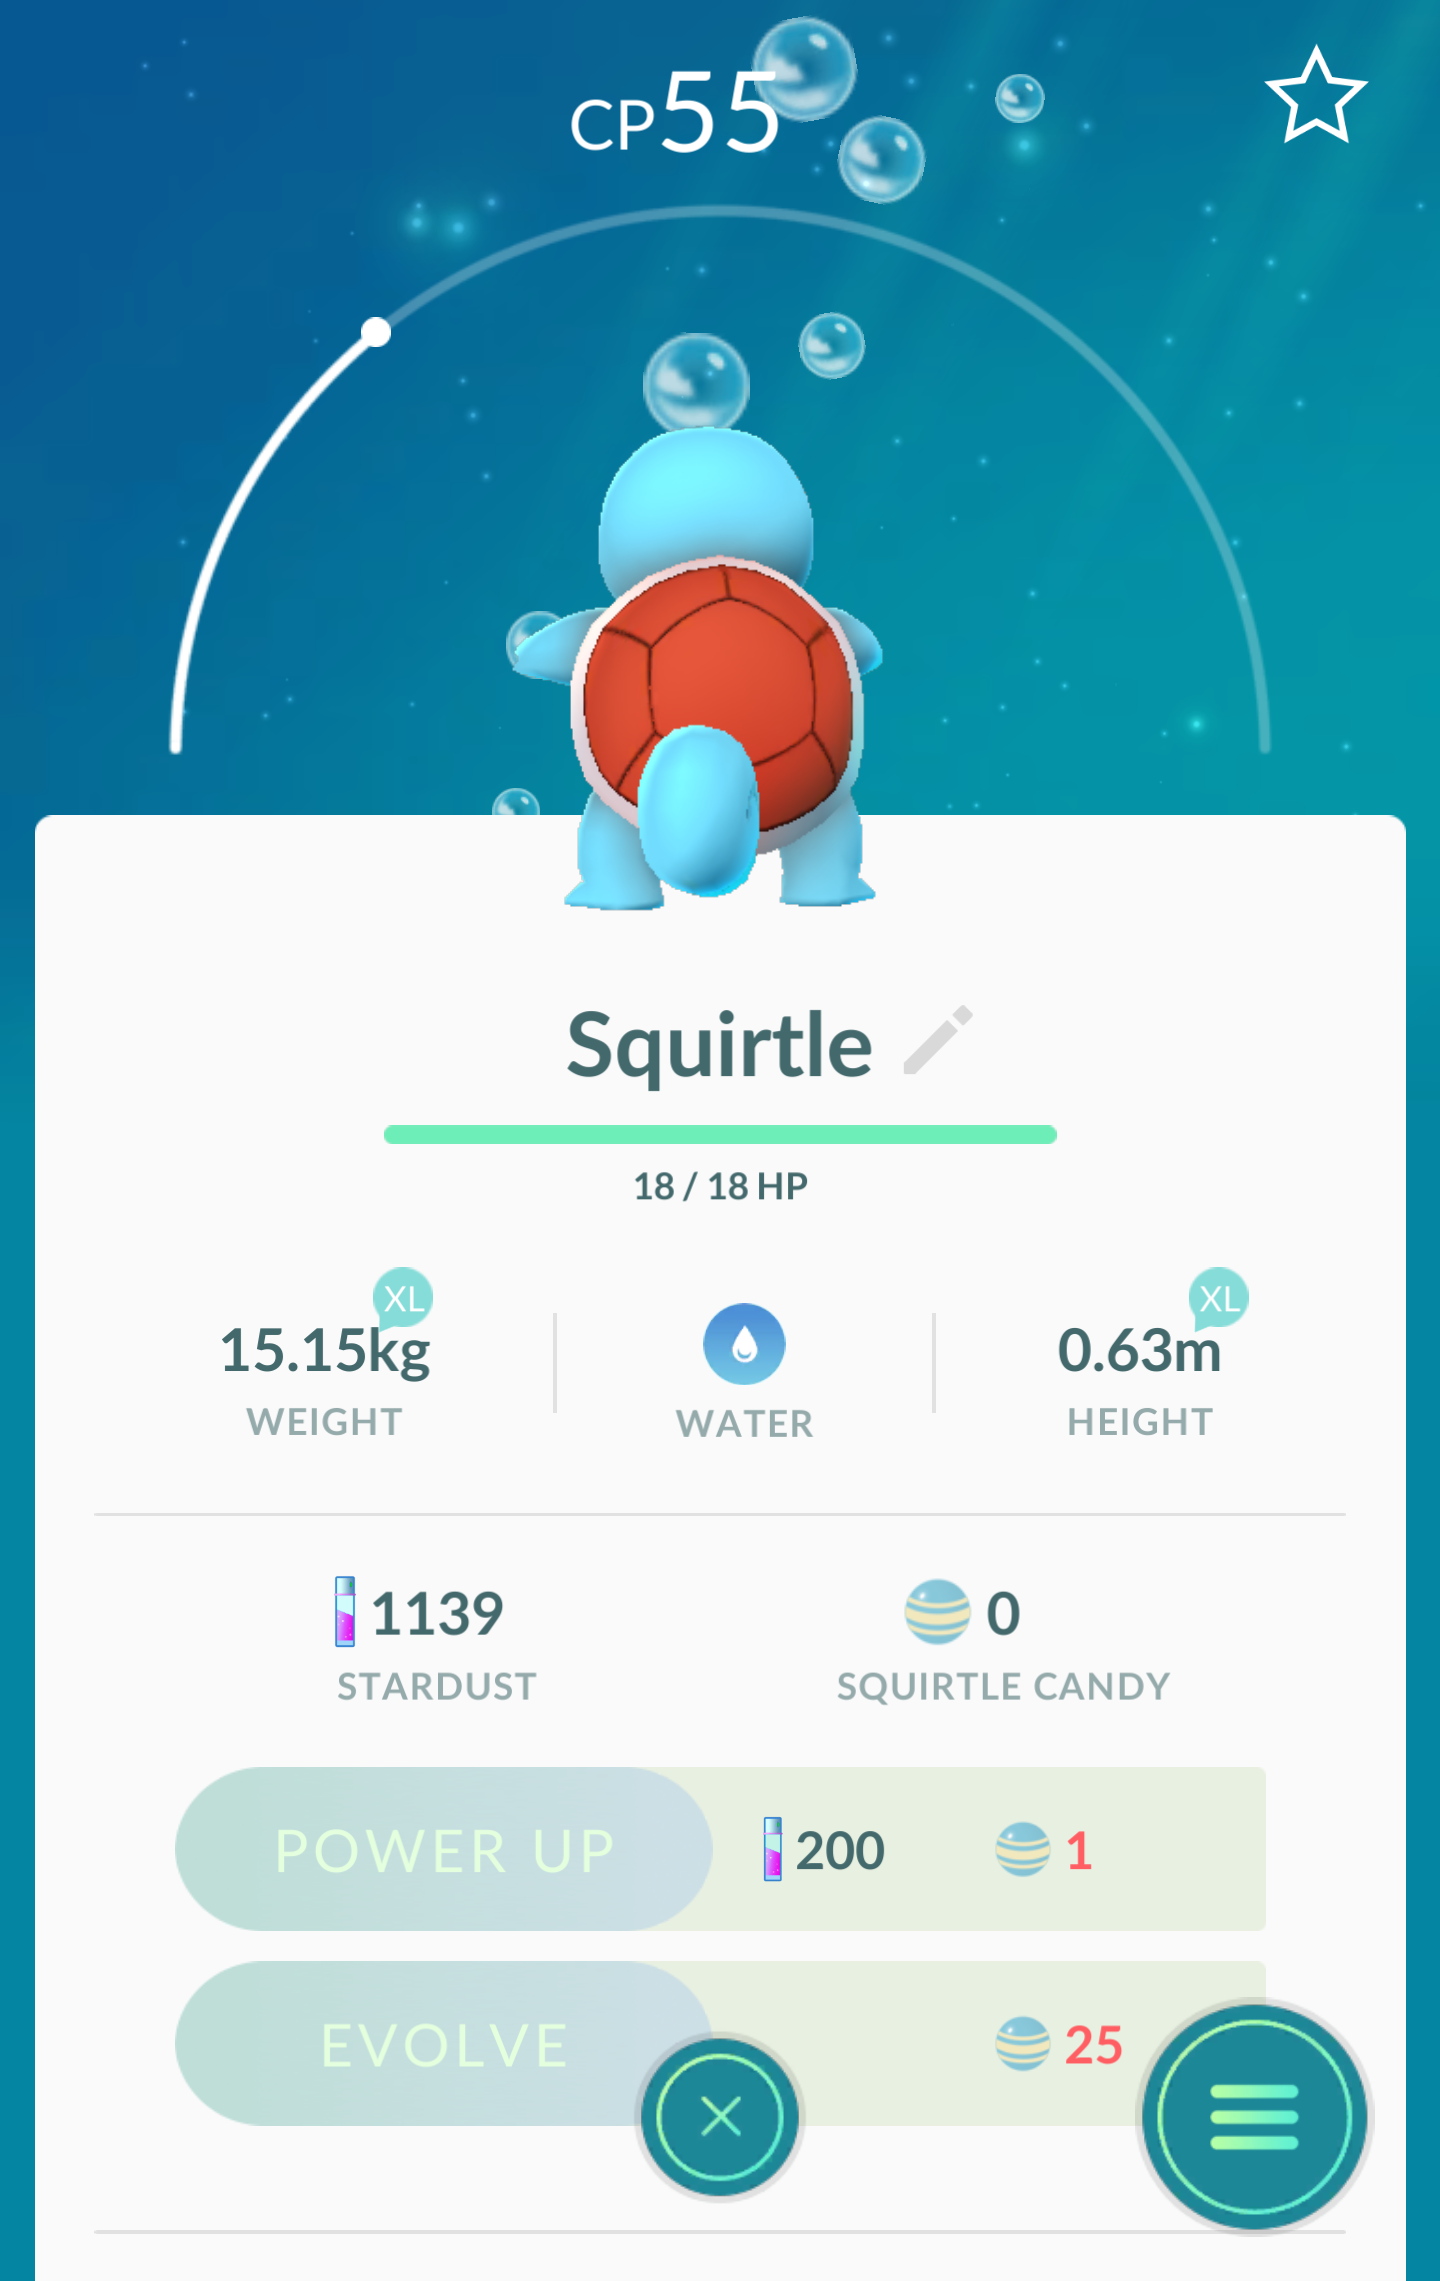 CP55
Squirtle
18 / 18 HP
XL
XL
15.15kg
0.63m
WEIGHT
WATER
HEIGHT
1139
0
STARDUST
SQUIRTLE CANDY
POWER UP
200
1
EVOLVE
25